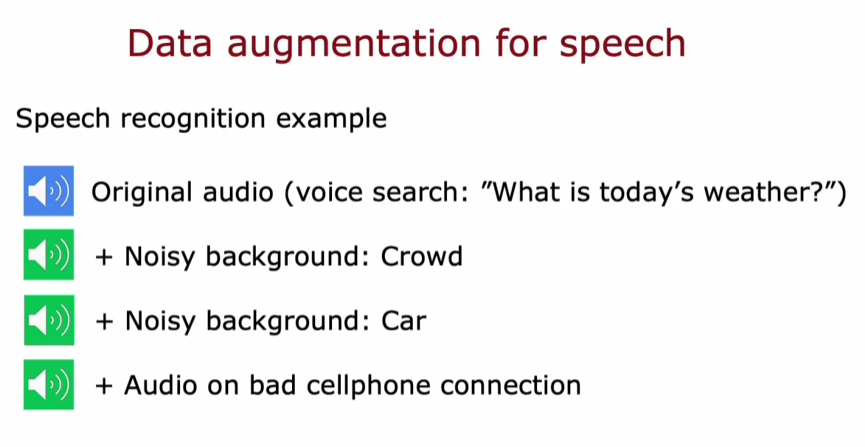 Data augmentation for speech
Speech recognition example
Original audio (voice search: ”What is today’s weather?”)
+ Noisy background: Crowd
+ Noisy background: Car
+ Audio on bad cellphone connection